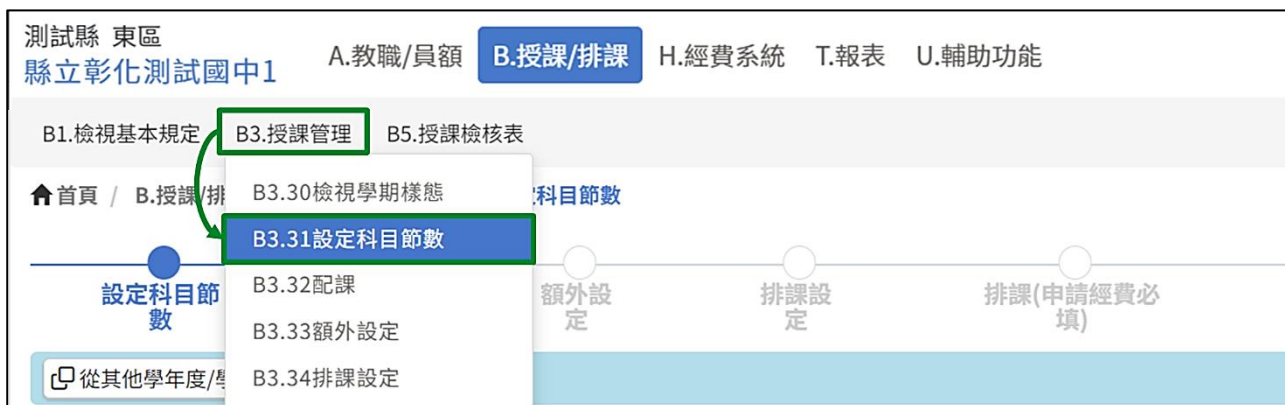 測試縣 東區
縣立彰化測試國中1
A.教職/員額 B.授課/排課 H.經費系統 T.報表 U.輔助功能
B1.檢視基本規定 B3.授課管理 B5.授課檢核表
首頁 / B.授課/排
科目節數
B3.30檢視學期樣態
B3.31設定科目節數
B3.32配課
B3.33額外設定
B3.34排課設定
設定科目節
數
額外設
定
排課設
定
排課(申請經費必
填)
從其他學年度/